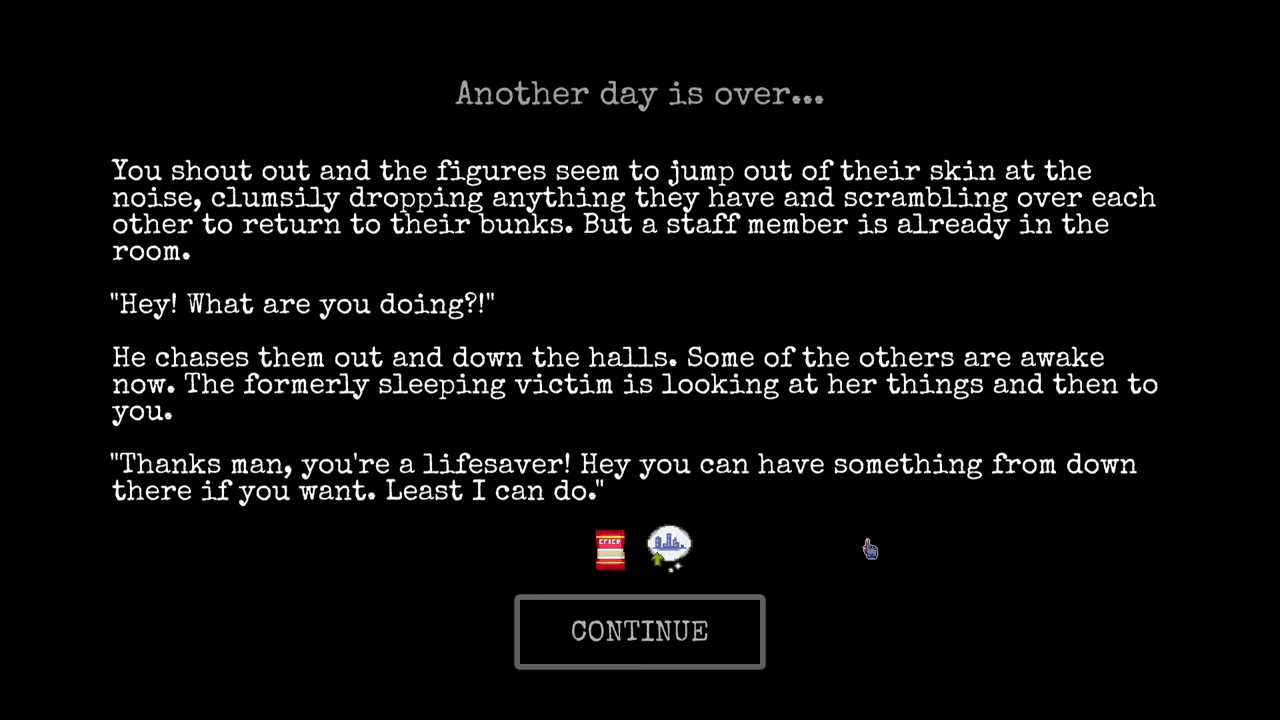 Another day is over...
You shout out and the figures seem to jump out of their skin at the
noise, clumsily dropping anything they have and scrambling over each
other to return to their bunks. But a staff member is already in the
room.
"Hey! What are you doing?!"
He chases them out and down the halls. Some of the others are awake
now. The formerly sleeping victim is looking at her things and then to
you.
"Thanks man, you're a lifesaver! Hey you can have something from down
there if you want. Least I can do."
CONTINUE